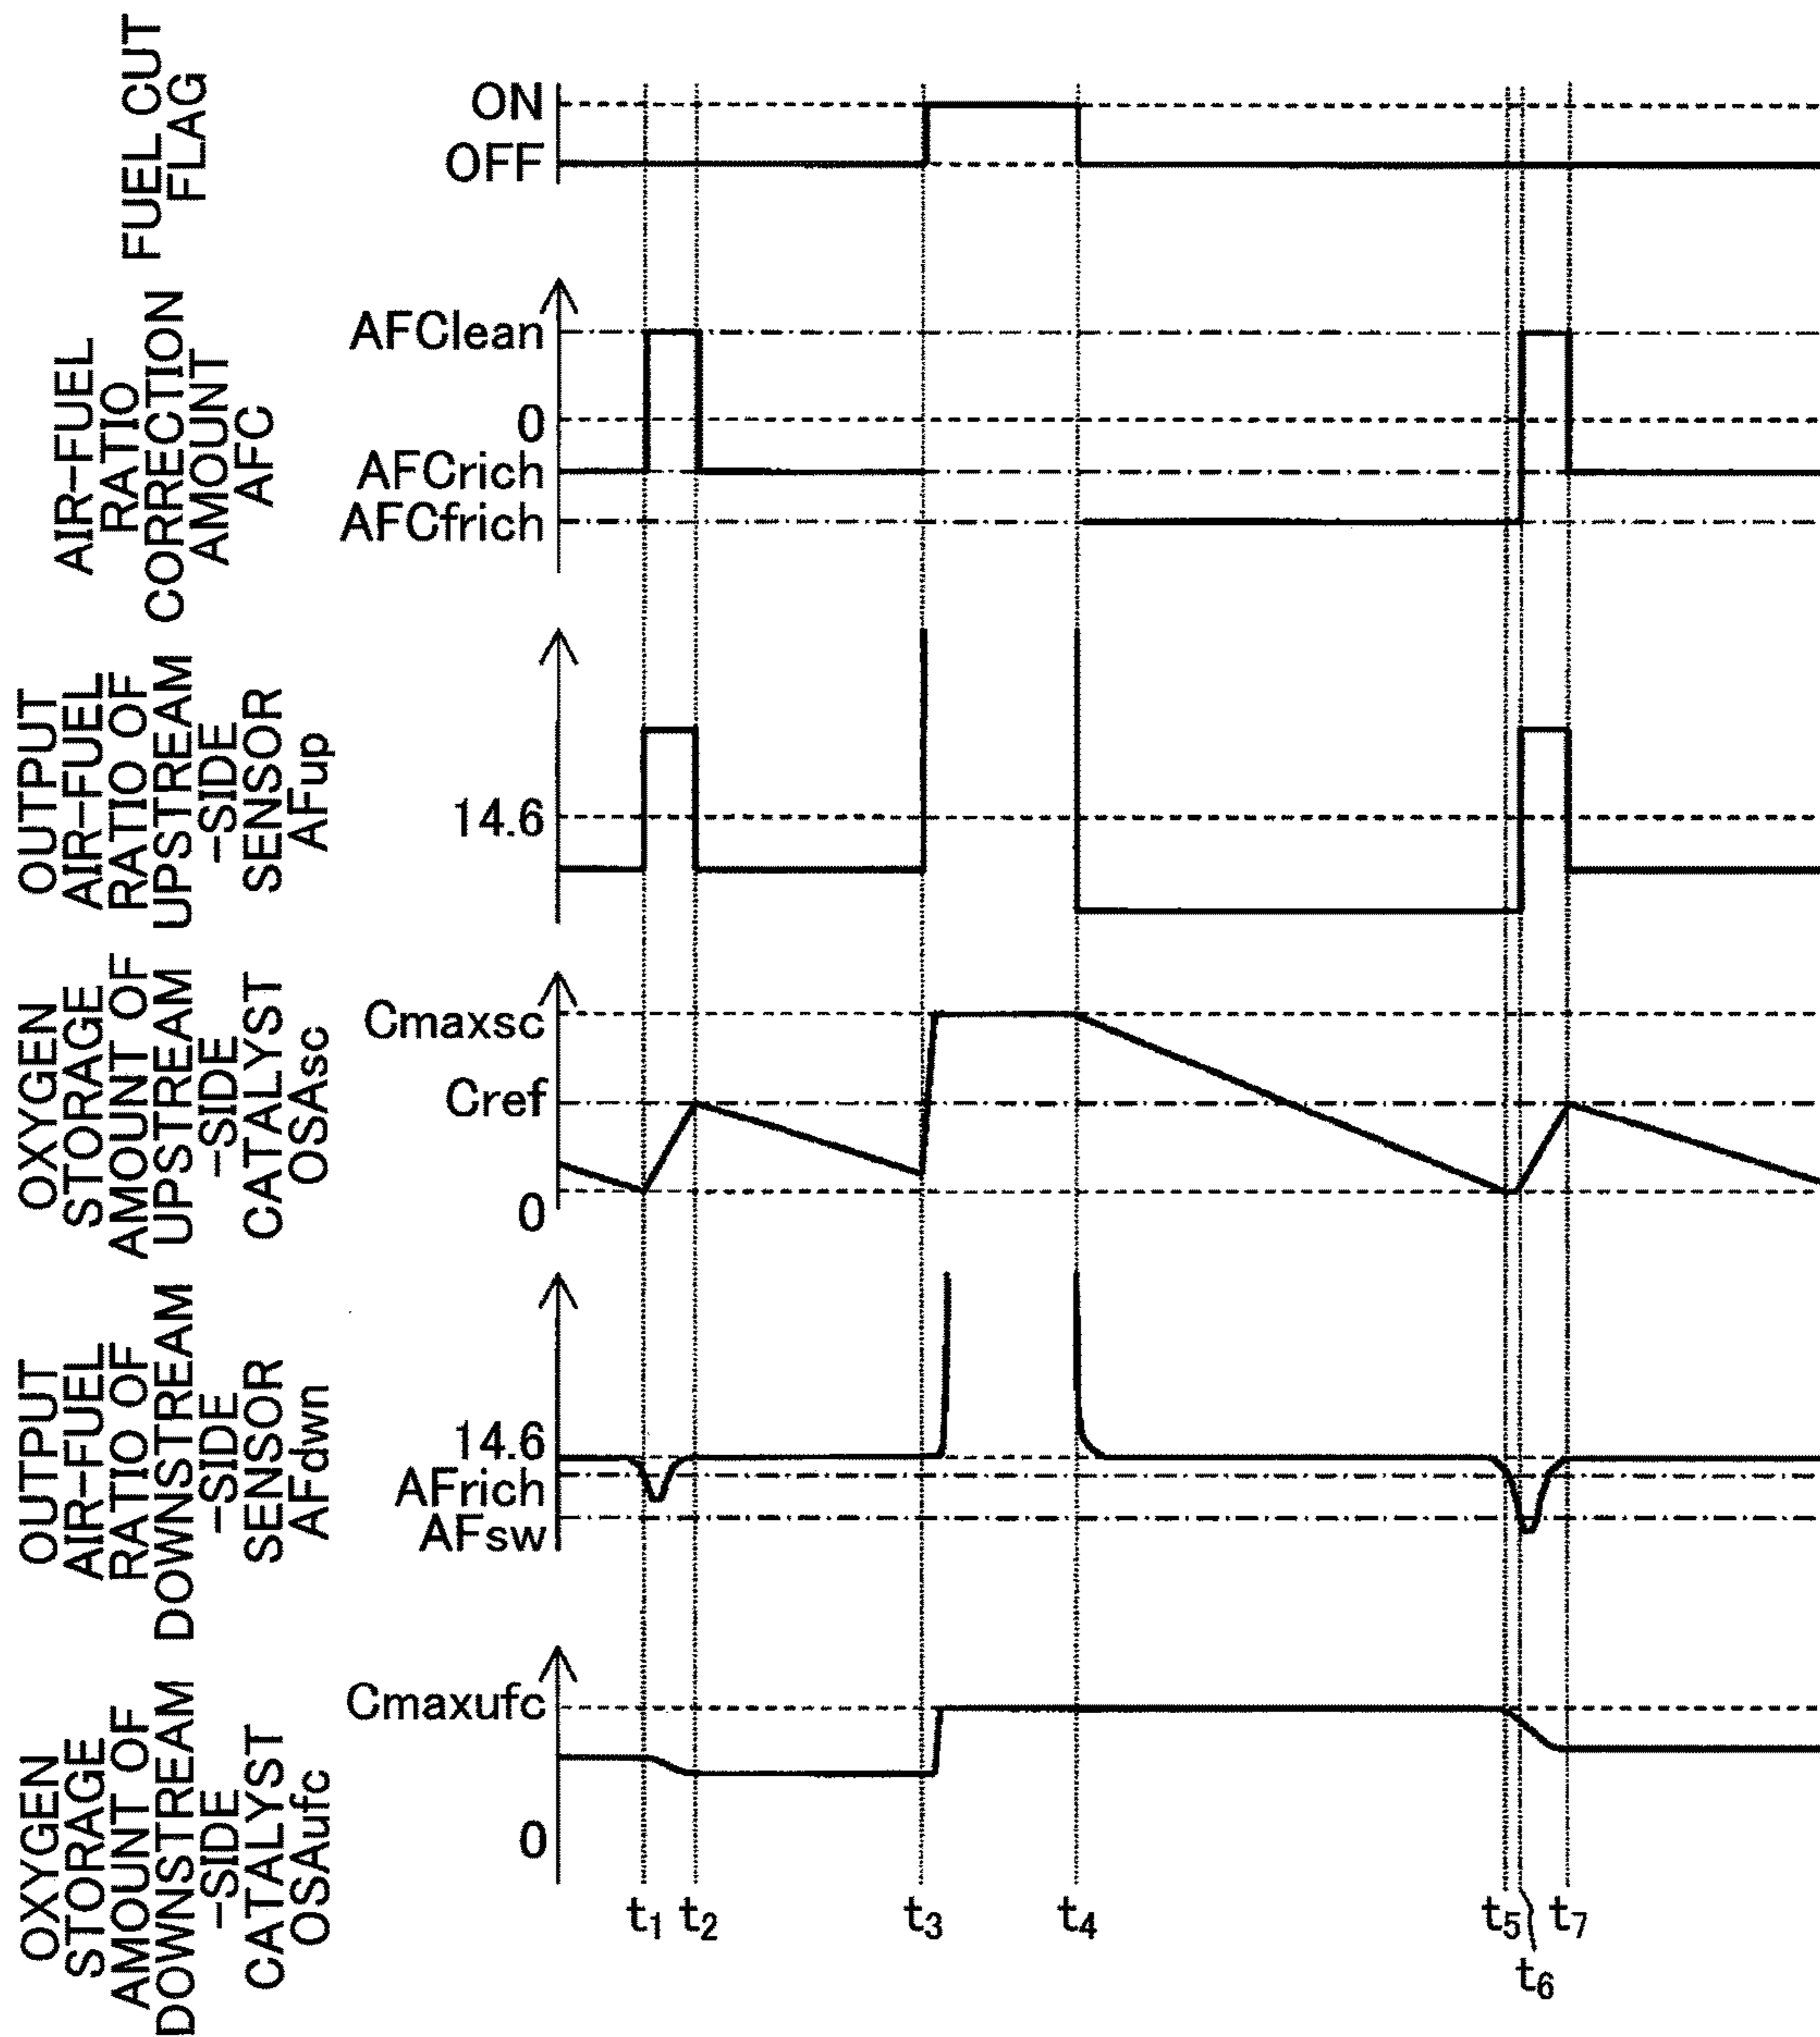 FUEL CUT
FLAG
ON
OFF
AIR-FUEL
RATIO
CORRECTION
AMOUNT
AFC
AFClean
0
AFCrich
AFCfrich
OUTPUT
AIR-FUEL
RATIO OF
UPSTREAM
-SIDE
SENSOR
AFup
14.6
OXYGEN
STORAGE
AMOUNT OF
UPSTREAM
-SIDE
CATALYST
OSAsc
Cmaxsc
Cref
0
OUTPUT
AIR-FUEL
RATIO OF
DOWNSTREAM
-SIDE
SENSOR
AFdwn
14.6
AFrich
AFsw
OXYGEN
STORAGE
AMOUNT OF
DOWNSTREAM
-SIDE
CATALYST
OSAufc
Cmaxufc
0
t1 t2 t3 t4 t5 t7
t6